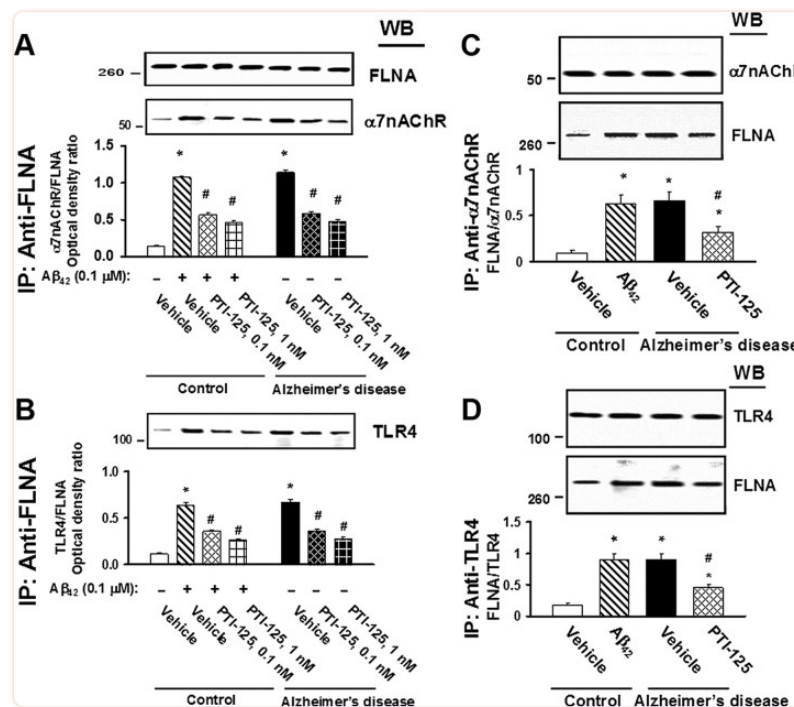 A
WB
260
FLNA
50
α7nAChR
IP: Anti-FLNA
α7nAChR/FLNA
Optical density ratio
1.5
1.0
0.5
0.0
*
#
#
*
#
#
Aβ42 (0.1 μM):
– + + + – – –
Vehicle
Vehicle
PTI-125, 0.1 nM
PTI-125, 1 nM
Vehicle
PTI-125, 0.1 nM
PTI-125, 1 nM
Control
Alzheimer's disease
B
100
TLR4
IP: Anti-FLNA
TLR4/FLNA
Optical density ratio
1.0
0.5
0.0
*
#
#
*
#
#
Aβ42 (0.1 μM):
– + + + – – –
Vehicle
Vehicle
PTI-125, 0.1 nM
PTI-125, 1 nM
Vehicle
PTI-125, 0.1 nM
PTI-125, 1 nM
Control
Alzheimer's disease
C
WB
50
α7nAChl
260
FLNA
IP: Anti-α7nAChR
FLNA/α7nAChR
1
0.5
0
*
*
#
*
Vehicle
Aβ42
Vehicle
PTI-125
Control
Alzheimer's disease
D
WB
100
TLR4
260
FLNA
IP: Anti-TLR4
FLNA/TLR4
1.5
1
0.5
0
*
*
#
*
Vehicle
Aβ42
Vehicle
PTI-125
Control
Alzheimer's disease